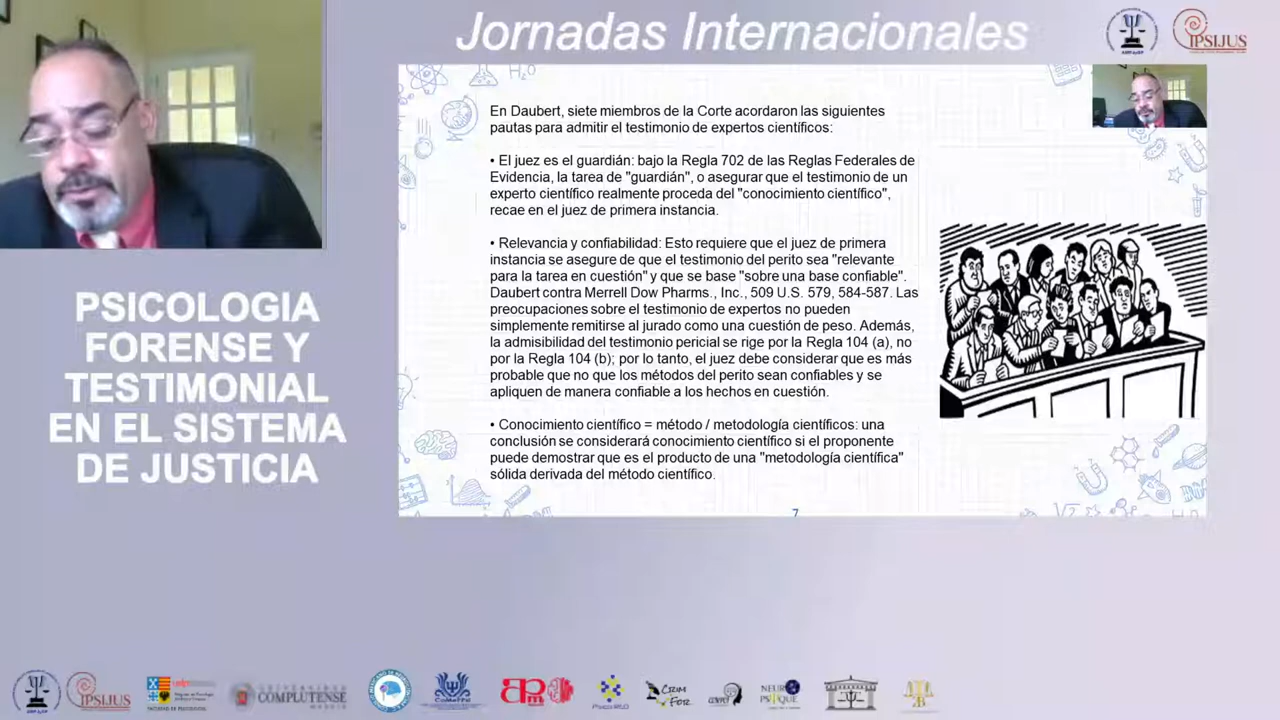 Jornadas Internacionales
IPSIJUS
En Daubert, siete miembros de la Corte acordaron las siguientes
pautas para admitir el testimonio de expertos científicos:
• El juez es el guardián: bajo la Regla 702 de las Reglas Federales de
Evidencia, la tarea de "guardián", o asegurar que el testimonio de un
experto científico realmente proceda del "conocimiento científico",
recae en el juez de primera instancia.
• Relevancia y confiabilidad: Esto requiere que el juez de primera
instancia se asegure de que el testimonio del perito sea "relevante
para la tarea en cuestión" y que se base "sobre una base confiable".
Daubert contra Merrell Dow Pharms., Inc., 509 U.S. 579, 584-587. Las
preocupaciones sobre el testimonio de expertos no pueden
simplemente remitirse al jurado como una cuestión de peso. Además,
la admisibilidad del testimonio pericial se rige por la Regla 104 (a), no
por la Regla 104 (b); por lo tanto, el juez debe considerar que es más
probable que no que los métodos del perito sean confiables y se
apliquen de manera confiable a los hechos en cuestión.
• Conocimiento científico = método / metodología científicos: una
conclusión se considerará conocimiento científico si el proponente
puede demostrar que es el producto de una "metodología científica"
sólida derivada del método científico.
7
H₂O
PSICOLOGIA
FORENSE Y
TESTIMONIAL
EN EL SISTEMA
DE JUSTICIA
IPSIJUS
COMPLUTENSE
CRIM
FOR
NEUR
PSIQUE